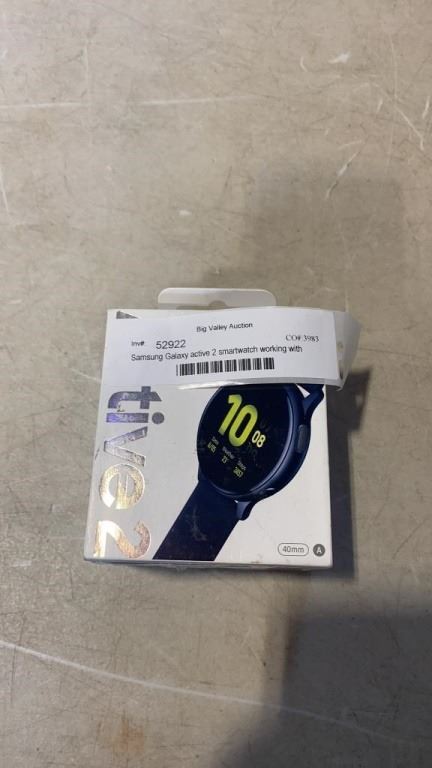 Big Valley Auction
Inv#: 52922 CO#:3983
Samsung Galaxy active 2 smartwatch working with
tive2
10
08
40mm A